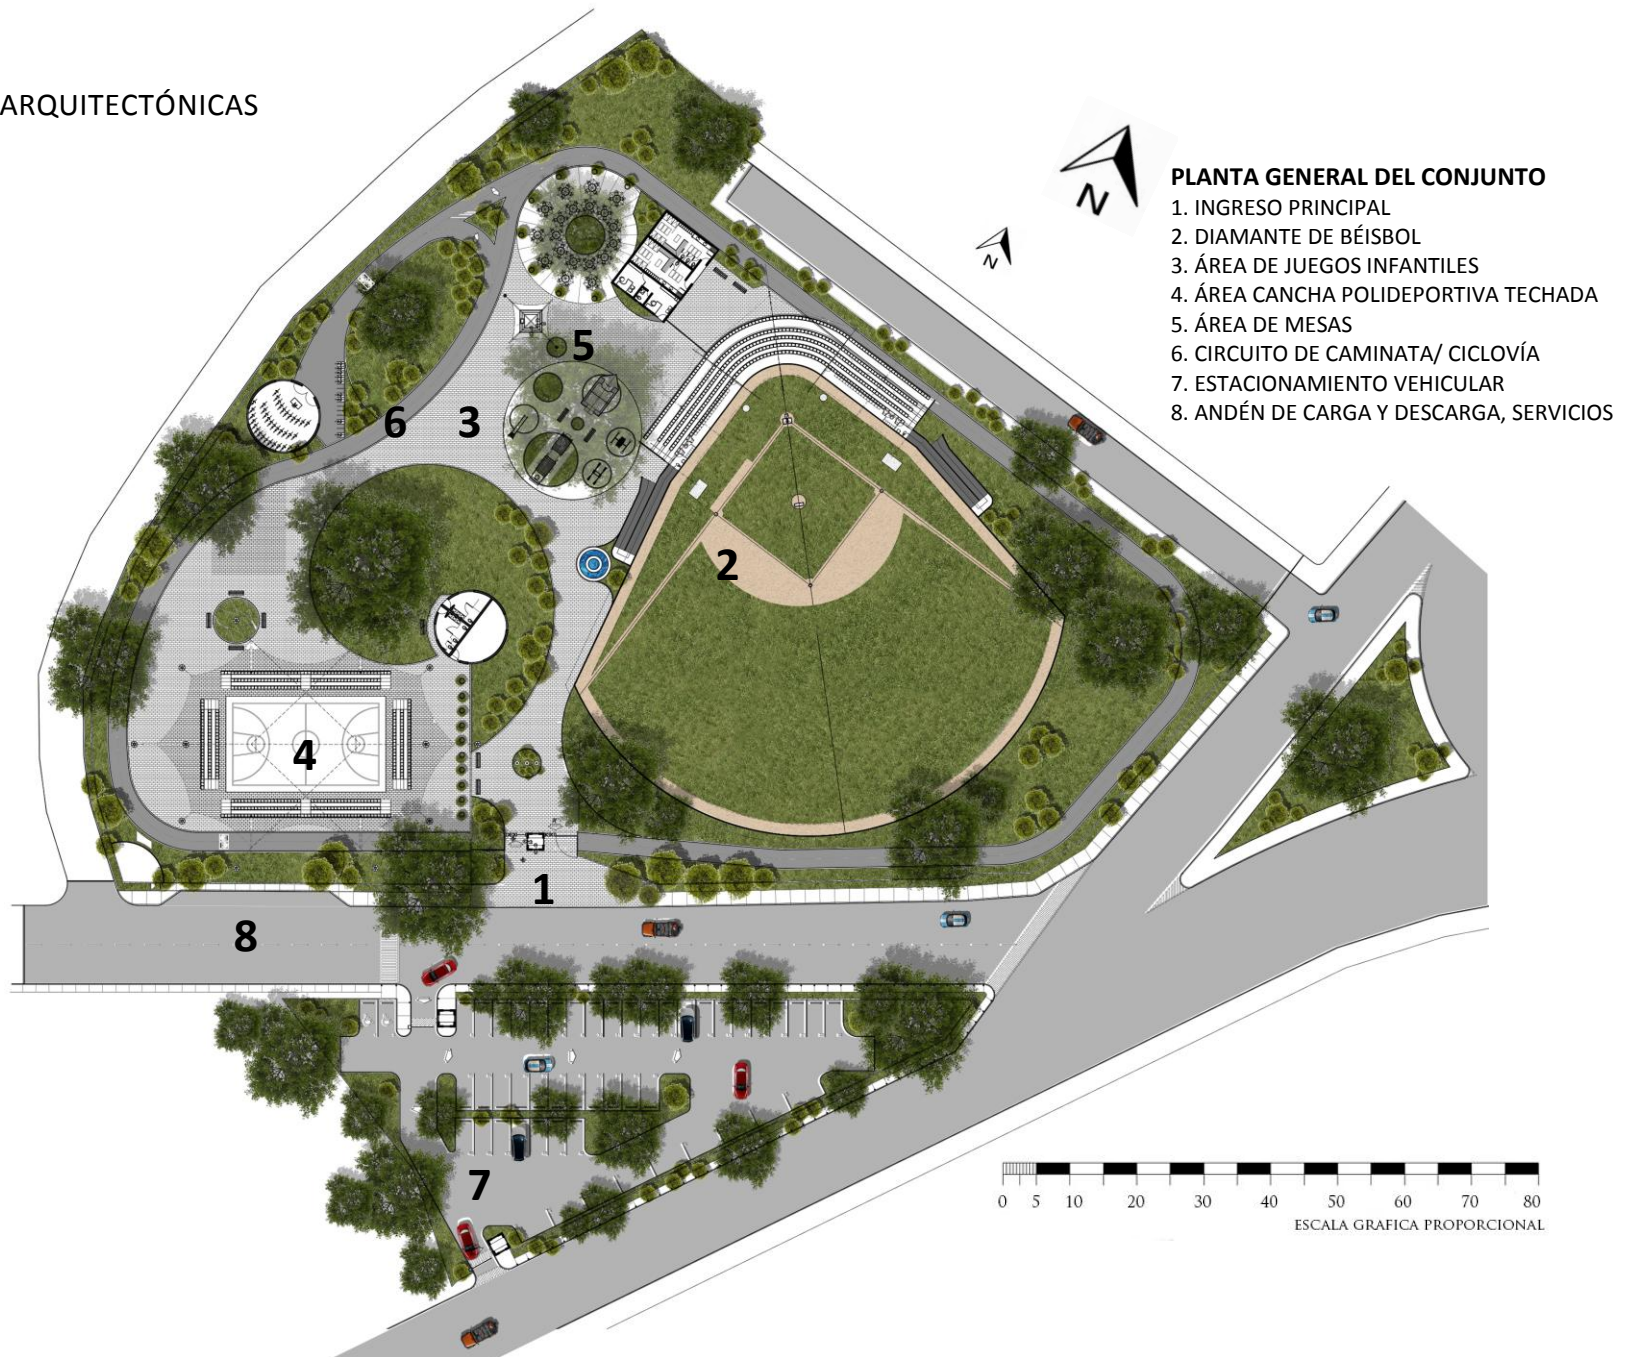 ARQUITECTÓNICAS
N
N
PLANTA GENERAL DEL CONJUNTO
1. INGRESO PRINCIPAL
2. DIAMANTE DE BÉISBOL
3. ÁREA DE JUEGOS INFANTILES
4. ÁREA CANCHA POLIDEPORTIVA TECHADA
5. ÁREA DE MESAS
6. CIRCUITO DE CAMINATA/ CICLOVÍA
7. ESTACIONAMIENTO VEHICULAR
8. ANDÉN DE CARGA Y DESCARGA, SERVICIOS
5
6
3
2
4
1
8
7
0 5 10 20 30 40 50 60 70 80
ESCALA GRAFICA PROPORCIONAL